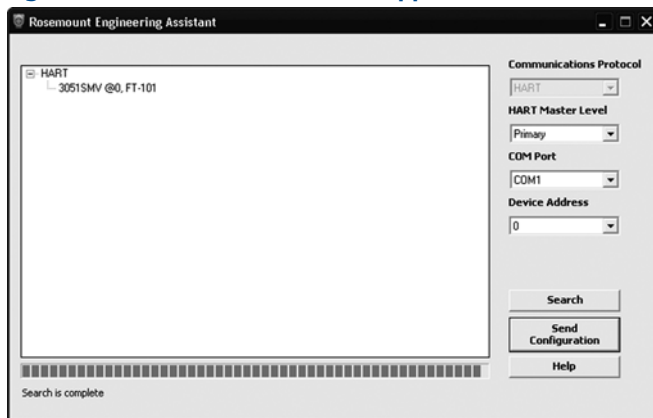 Rosemount Engineering Assistant
HART
3051SMV @0, FT-101
Communications Protocol
HART
HART Master Level
Primary
COM Port
COM1
Device Address
0
Search
Send
Configuration
Help
Search is complete